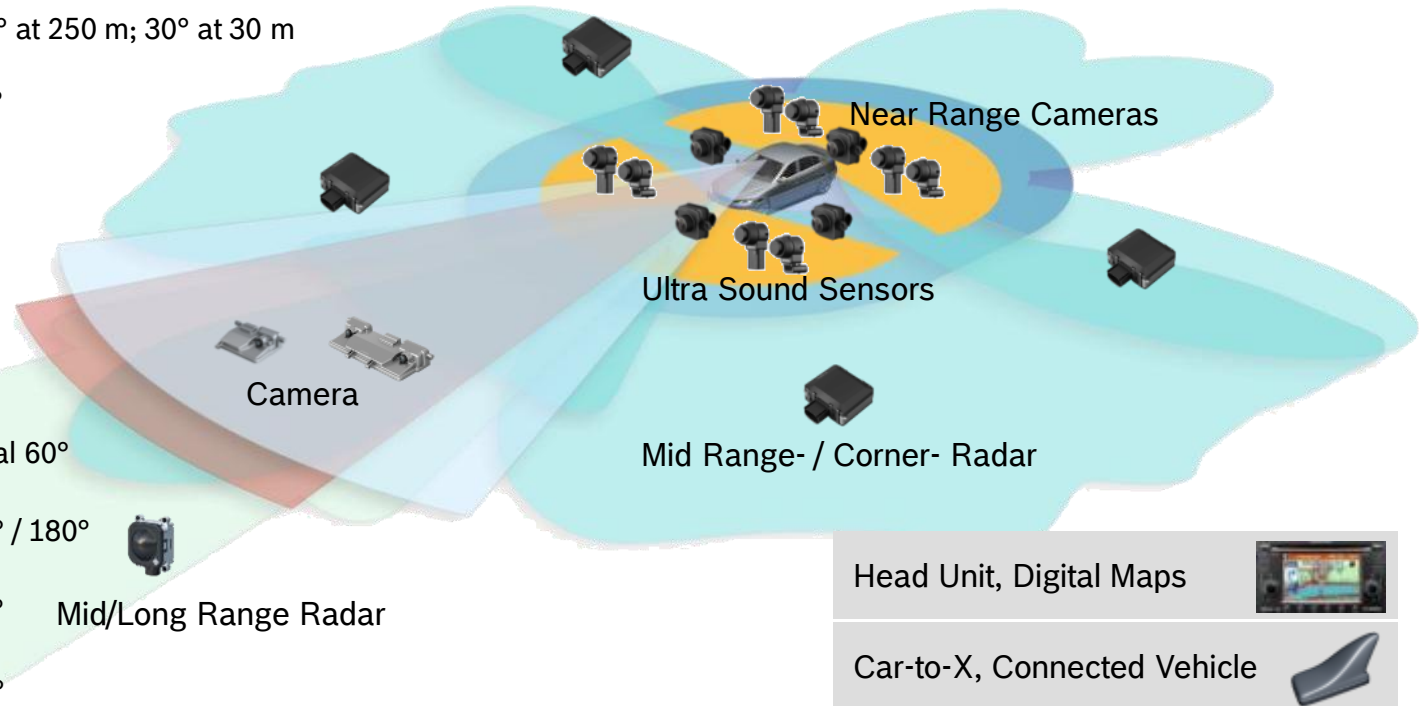 ° at 250 m; 30° at 30 m
°
Near Range Cameras
Ultra Sound Sensors
Camera
al 60°
Mid Range- / Corner- Radar
° / 180°
°
Mid/Long Range Radar
°
Head Unit, Digital Maps
Car-to-X, Connected Vehicle